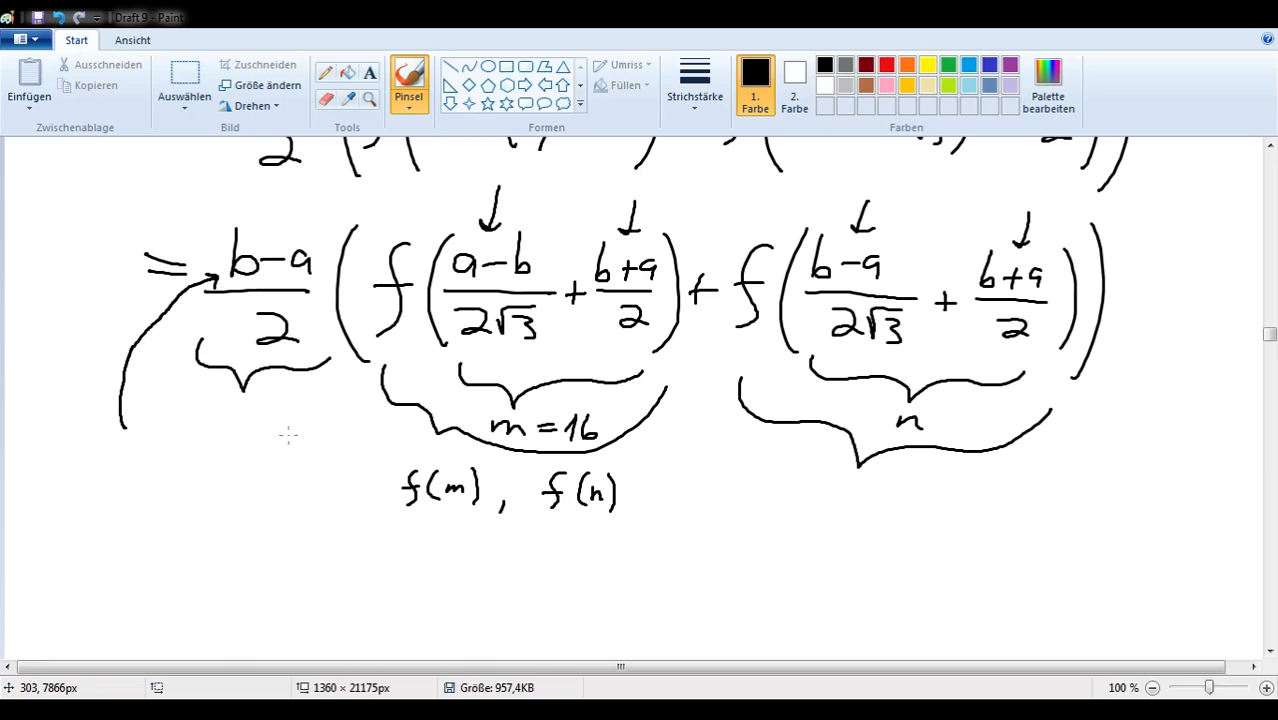 Draft 9 - Paint
Start Ansicht
Einfügen
Ausschneiden
Kopieren
Zwischenablage
Auswählen
Zuschneiden
Größe ändern
Drehen
Bild
A
Tools
Pinsel
Umriss
Füllen
Formen
Strichstärke
1. Farbe
2. Farbe
Palette bearbeiten
Farben
2
= (b-a)/2 ( f( (a-b)/(2√3) + (b+a)/2 ) + f( (b-a)/(2√3) + (b+a)/2 ) )
m = 16
n
f(m) , f(n)
303, 7866px
1360 × 21175px
Größe: 957,4KB
100 %